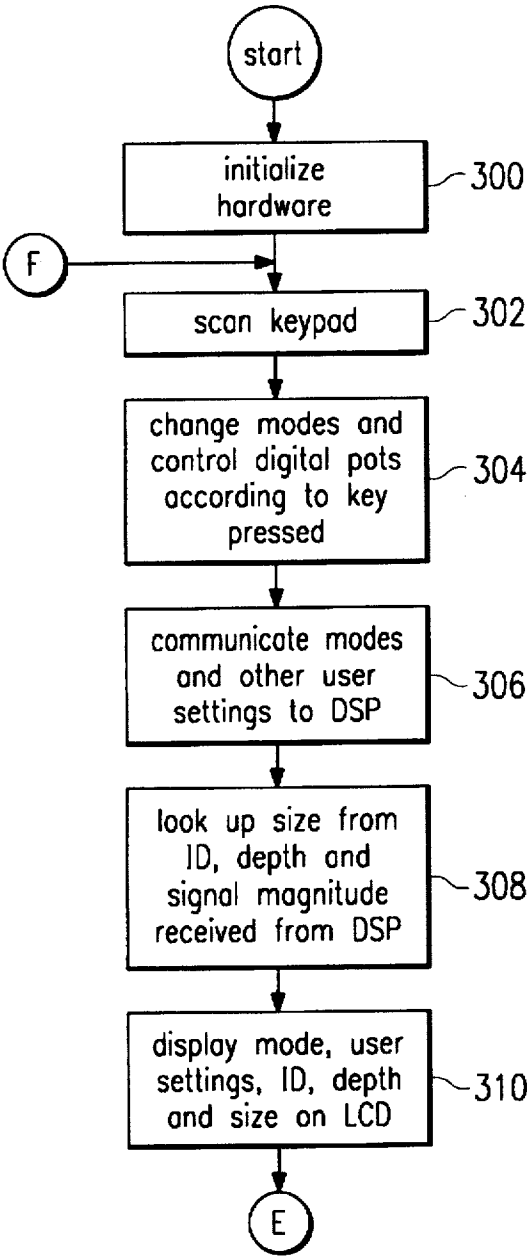 start
initialize
hardware
300
F
scan keypad
302
change modes and
control digital pots
according to key
pressed
304
communicate modes
and other user
settings to DSP
306
look up size from
ID, depth and
signal magnitude
received from DSP
308
display mode, user
settings, ID, depth
and size on LCD
310
E